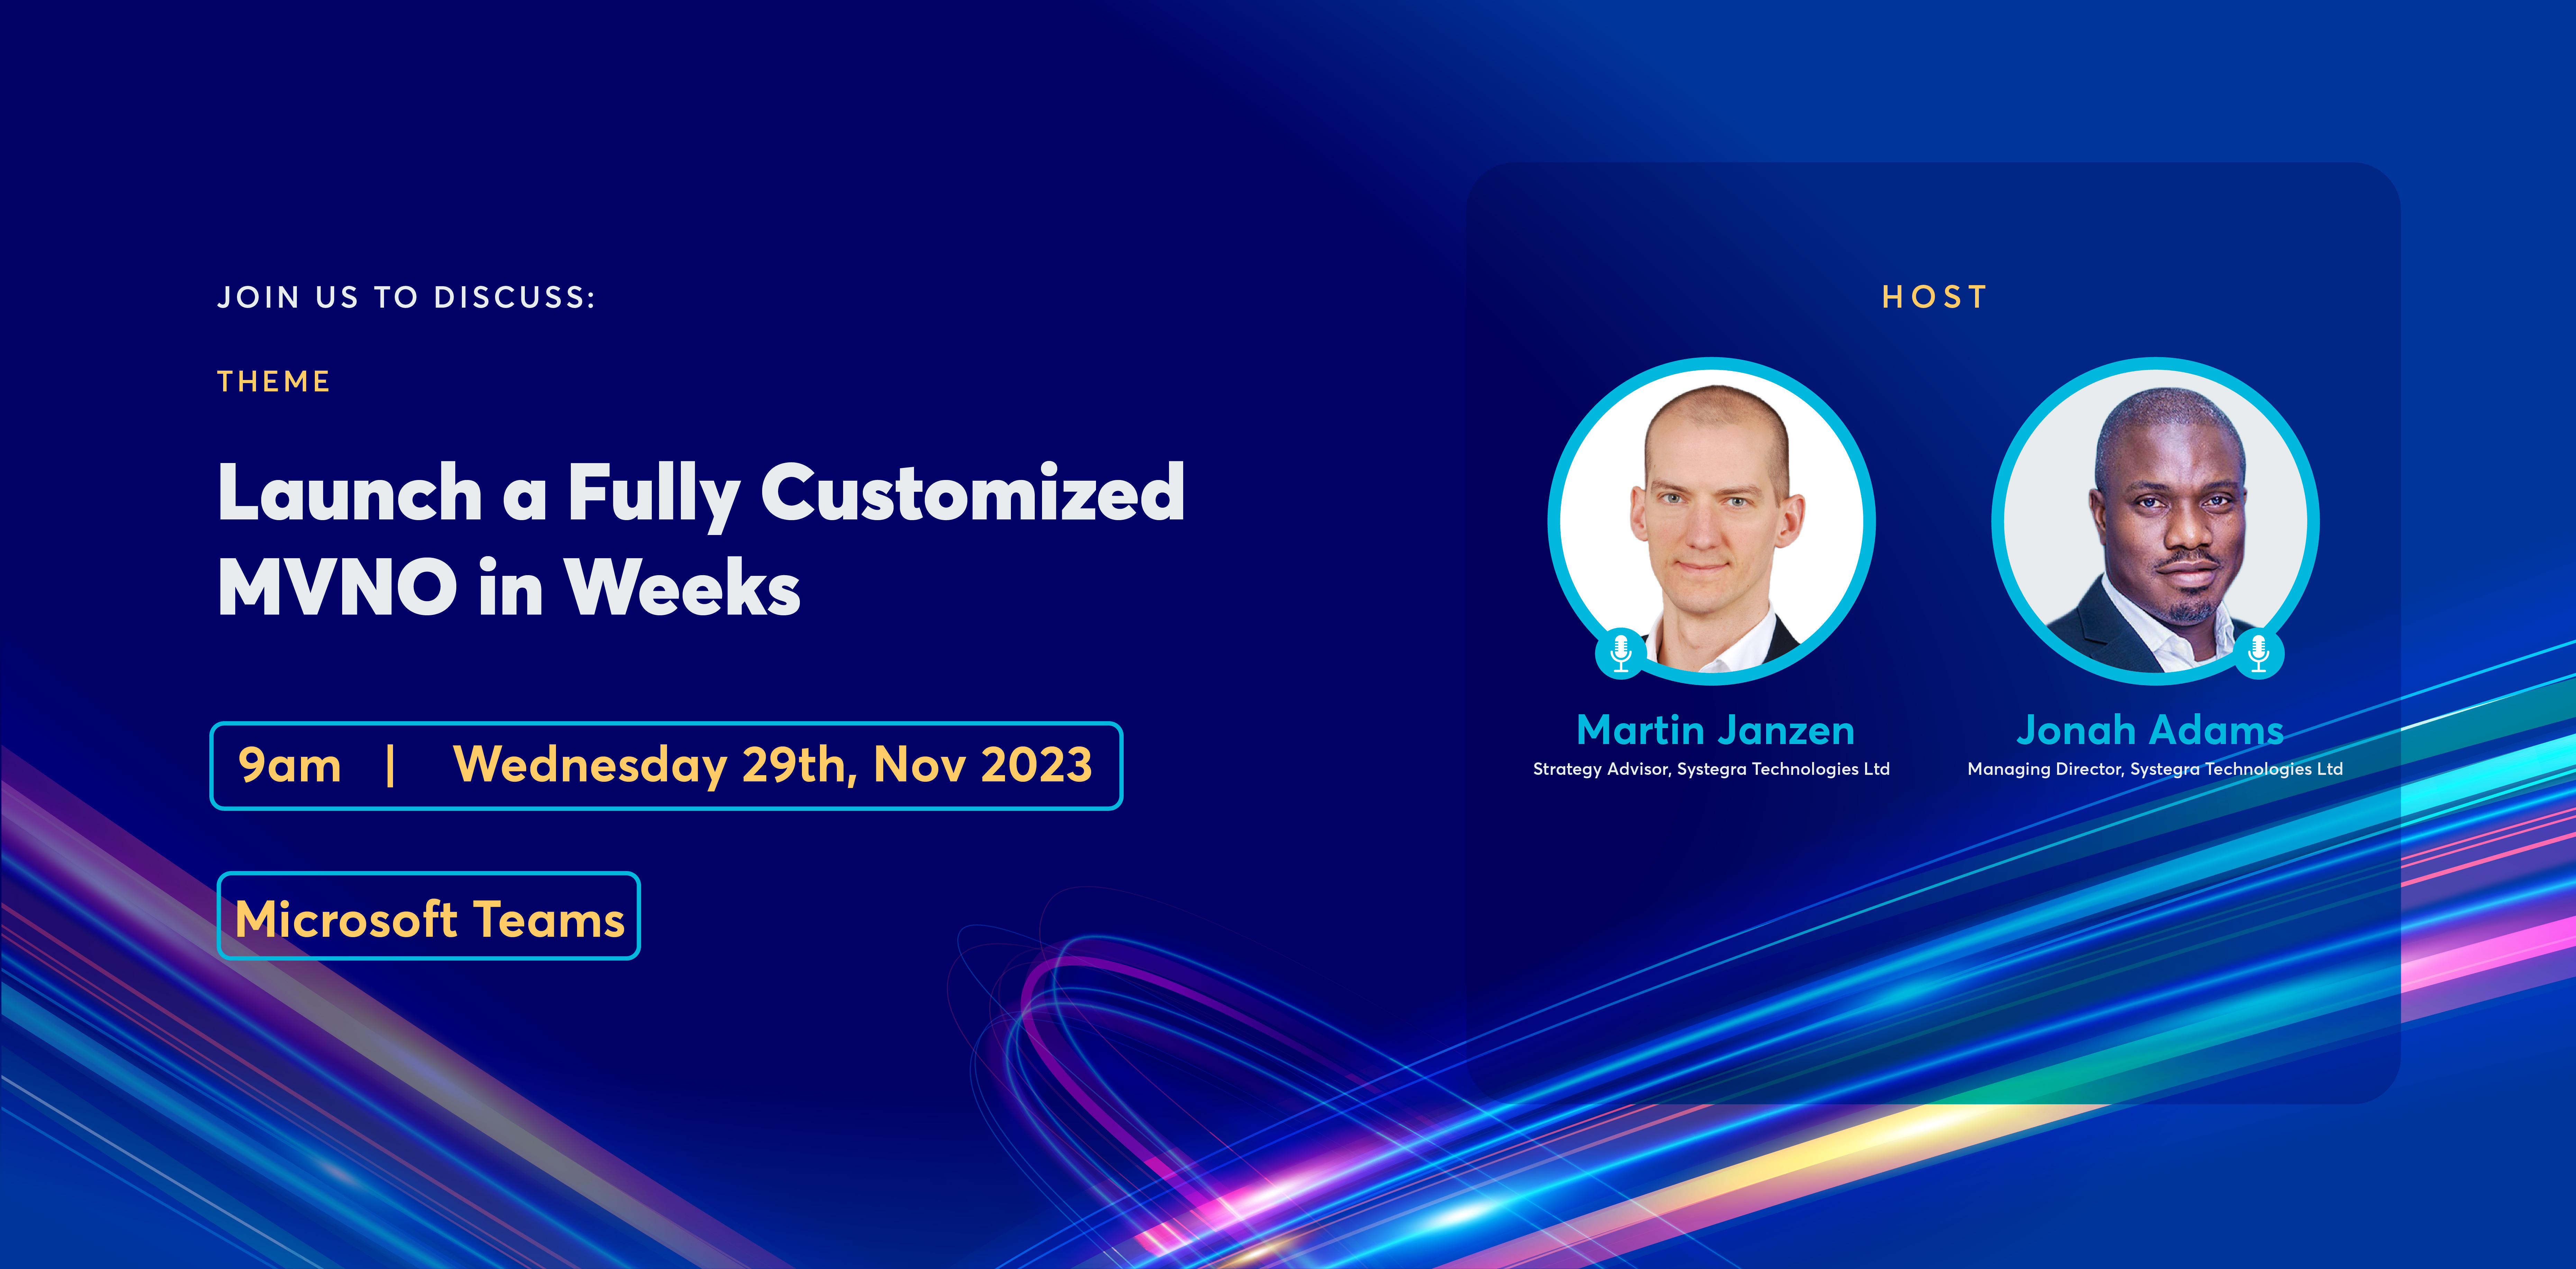 JOIN US TO DISCUSS:
THEME
Launch a Fully Customized
MVNO in Weeks
9am | Wednesday 29th, Nov 2023
Microsoft Teams
HOST
Martin Janzen
Strategy Advisor, Systegra Technologies Ltd
Jonah Adams
Managing Director, Systegra Technologies Ltd